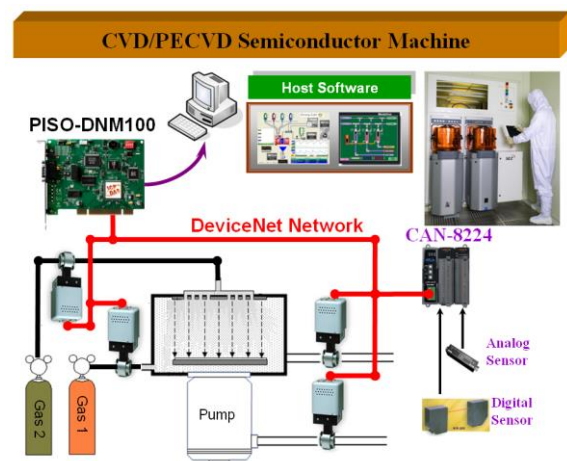 CVD/PECVD Semiconductor Machine
Host Software
PISO-DNM100
DeviceNet Network
CAN-8224
Analog
Sensor
Gas 2
Gas 1
Pump
Digital
Sensor